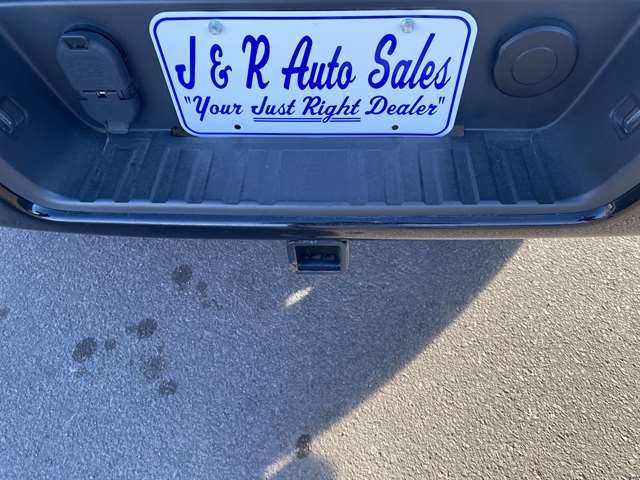 J & R Auto Sales
"Your Just Right Dealer"